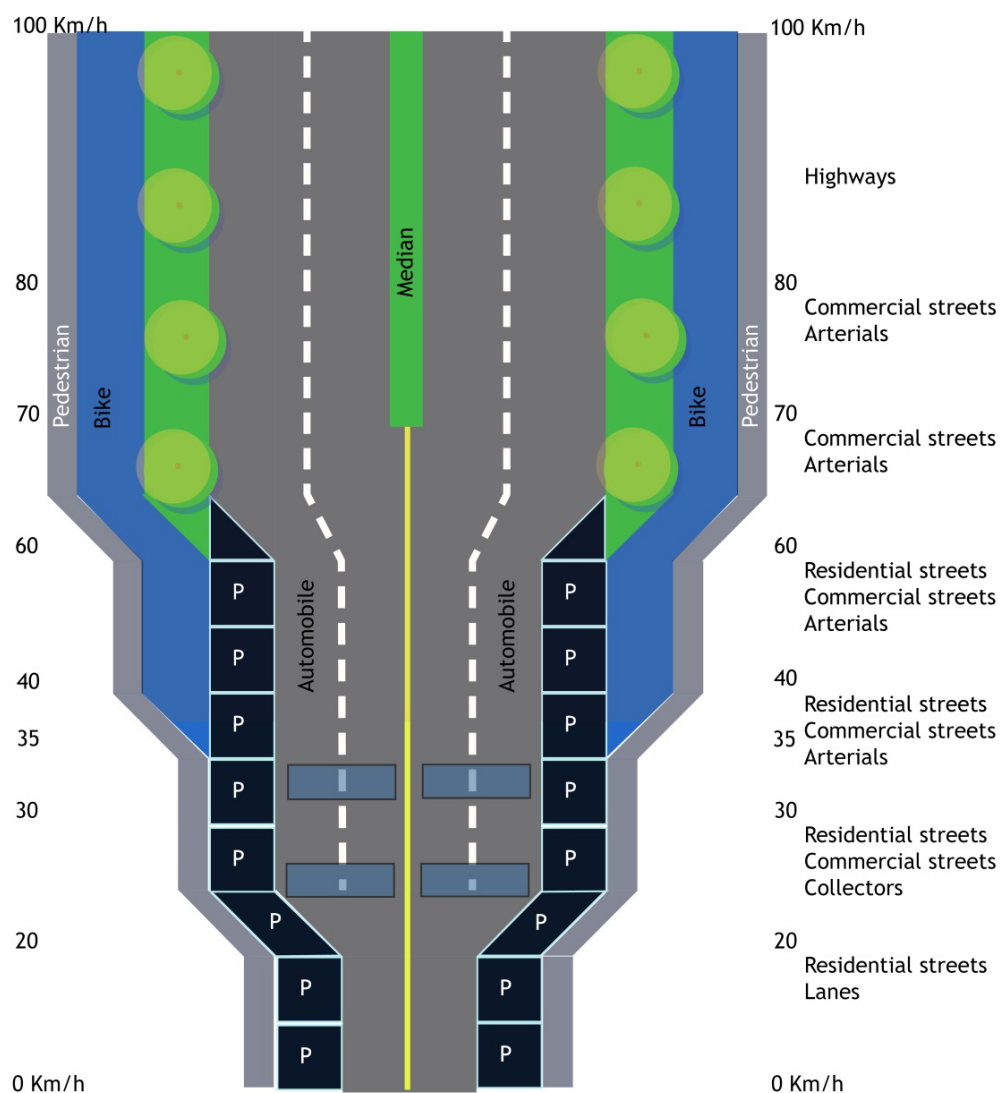 100 Km/h
100 Km/h
Highways
80
80
Median
Commercial streets
Arterials
Pedestrian
Bike
Bike
Pedestrian
70
70
Commercial streets
Arterials
60
60
Residential streets
Commercial streets
Arterials
P
P
Automobile
Automobile
P
P
40
40
Residential streets
Commercial streets
Arterials
P
P
35
35
P
P
30
30
Residential streets
Commercial streets
Collectors
P
P
P
P
20
20
Residential streets
Lanes
P
P
P
P
0 Km/h
0 Km/h